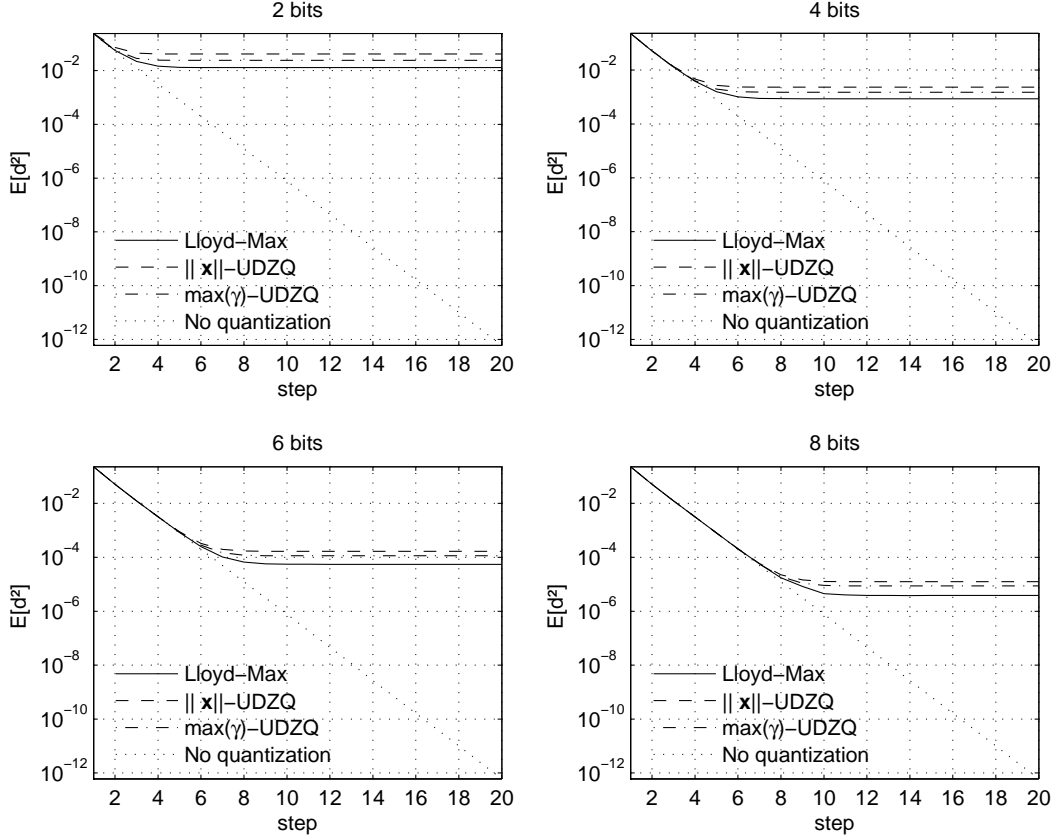 2 bits
E[d²]
10⁻²
10⁻⁴
10⁻⁶
10⁻⁸
10⁻¹⁰
10⁻¹²
Lloyd−Max
|| x||−UDZQ
max(γ)−UDZQ
No quantization
2 4 6 8 10 12 14 16 18 20
step
4 bits
E[d²]
10⁻²
10⁻⁴
10⁻⁶
10⁻⁸
10⁻¹⁰
10⁻¹²
Lloyd−Max
|| x||−UDZQ
max(γ)−UDZQ
No quantization
2 4 6 8 10 12 14 16 18 20
step
6 bits
E[d²]
10⁻²
10⁻⁴
10⁻⁶
10⁻⁸
10⁻¹⁰
10⁻¹²
Lloyd−Max
|| x||−UDZQ
max(γ)−UDZQ
No quantization
2 4 6 8 10 12 14 16 18 20
step
8 bits
E[d²]
10⁻²
10⁻⁴
10⁻⁶
10⁻⁸
10⁻¹⁰
10⁻¹²
Lloyd−Max
|| x||−UDZQ
max(γ)−UDZQ
No quantization
2 4 6 8 10 12 14 16 18 20
step